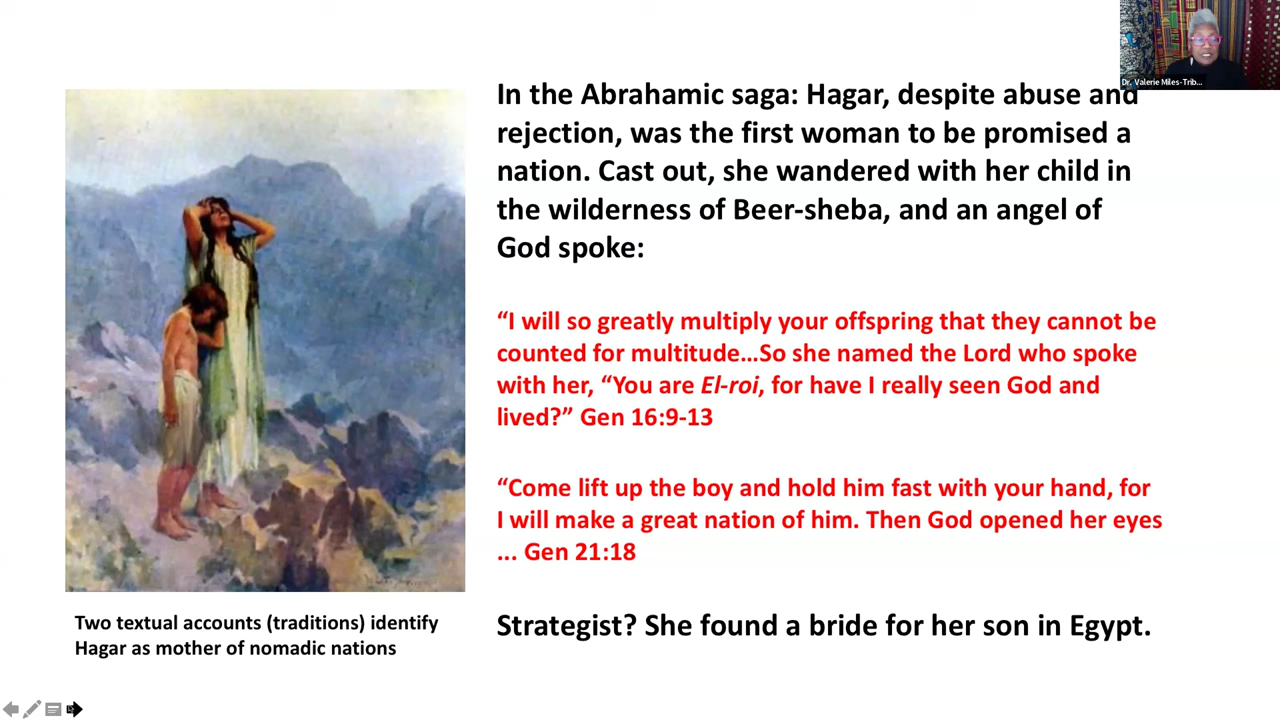 Dr. Valerie Miles-Trib...
In the Abrahamic saga: Hagar, despite abuse and
rejection, was the first woman to be promised a
nation. Cast out, she wandered with her child in
the wilderness of Beer-sheba, and an angel of
God spoke:
“I will so greatly multiply your offspring that they cannot be
counted for multitude…So she named the Lord who spoke
with her, “You are El-roi, for have I really seen God and
lived?” Gen 16:9-13
“Come lift up the boy and hold him fast with your hand, for
I will make a great nation of him. Then God opened her eyes
... Gen 21:18
Strategist? She found a bride for her son in Egypt.
Two textual accounts (traditions) identify
Hagar as mother of nomadic nations